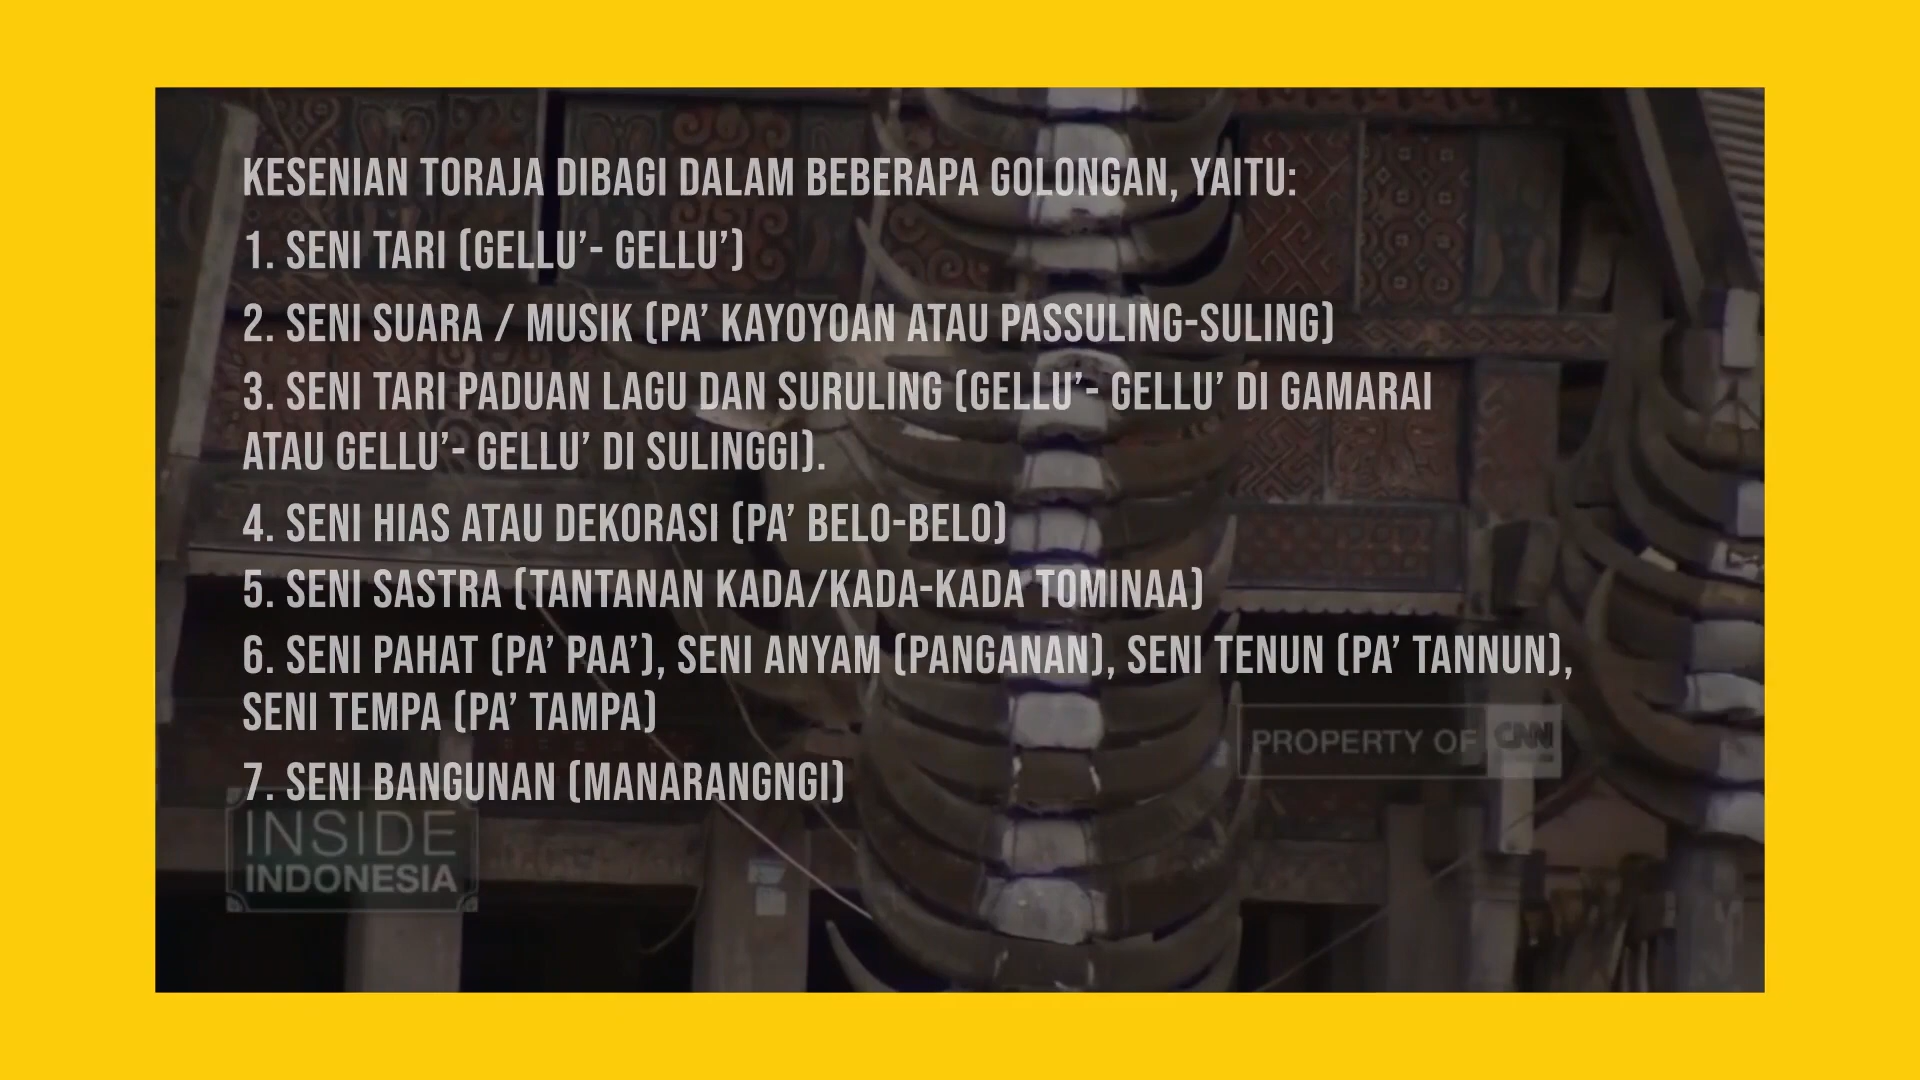 KESENIAN TORAJA DIBAGI DALAM BEBERAPA GOLONGAN, YAITU:
1. SENI TARI (GELLU’- GELLU’)
2. SENI SUARA / MUSIK (PA’ KAYOYOAN ATAU PASSULING-SULING)
3. SENI TARI PADUAN LAGU DAN SURULING (GELLU’- GELLU’ DI GAMARAI
ATAU GELLU’- GELLU’ DI SULINGGI).
4. SENI HIAS ATAU DEKORASI (PA’ BELO-BELO)
5. SENI SASTRA (TANTANAN KADA/KADA-KADA TOMINAA)
6. SENI PAHAT (PA’ PAA’), SENI ANYAM (PANGANAN), SENI TENUN (PA’ TANNUN),
SENI TEMPA (PA’ TAMPA)
PROPERTY OF CNN
7. SENI BANGUNAN (MANARANGNGI)
INSIDE
INDONESIA